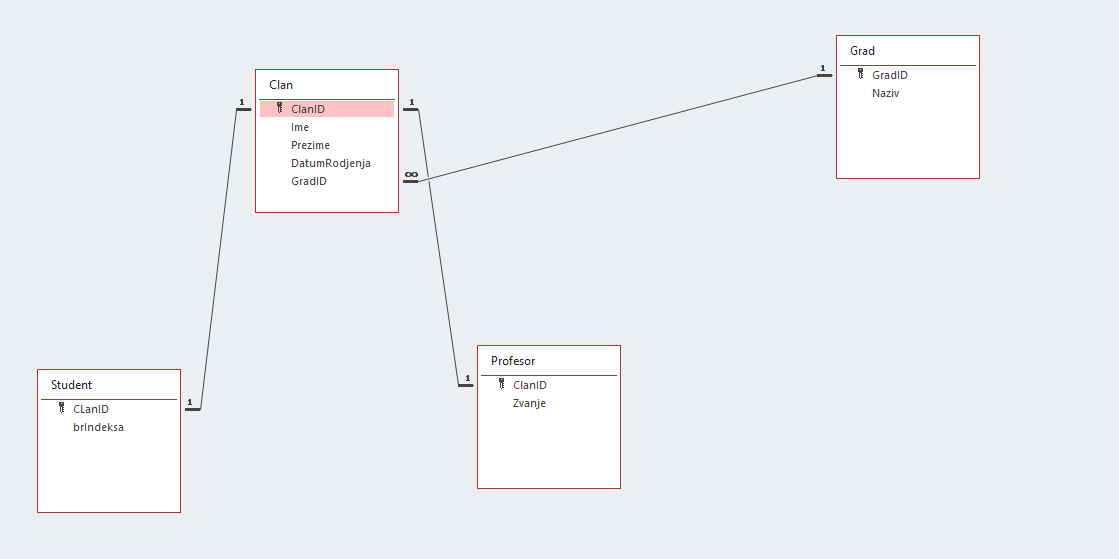 Clan
1
ClanID
1
Ime
Prezime
DatumRodjenja
∞
GradID
Grad
1
GradID
Naziv
Student
CLanID
1
brIndeksa
Profesor
1
ClanID
Zvanje